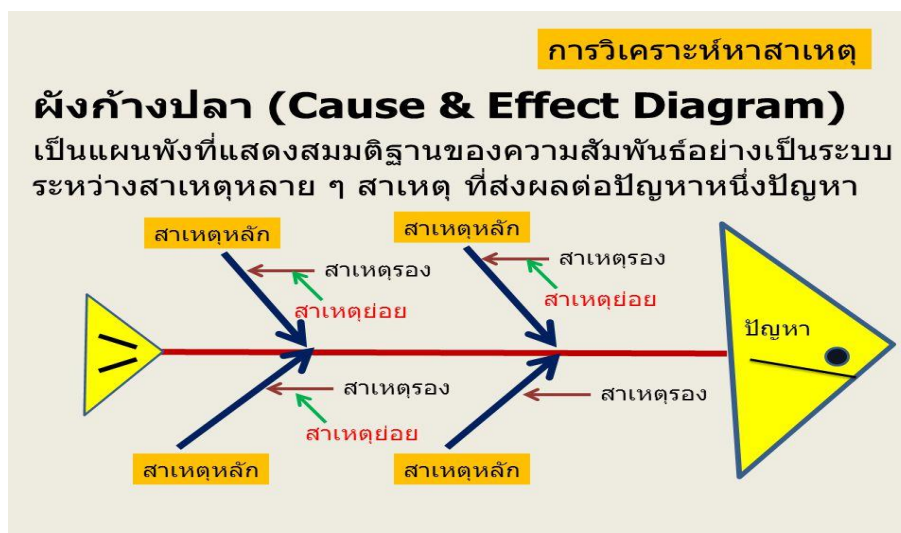 การวิเคราะห์หาสาเหตุ
ผังก้างปลา (Cause & Effect Diagram)
เป็นแผนพังที่แสดงสมมติฐานของความสัมพันธ์อย่างเป็นระบบ
ระหว่างสาเหตุหลาย ๆ สาเหตุ ที่ส่งผลต่อปัญหาหนึ่งปัญหา
สาเหตุหลัก
สาเหตุหลัก
สาเหตุรอง
สาเหตุรอง
สาเหตุย่อย
สาเหตุย่อย
ปัญหา
สาเหตุรอง
สาเหตุรอง
สาเหตุย่อย
สาเหตุหลัก
สาเหตุหลัก